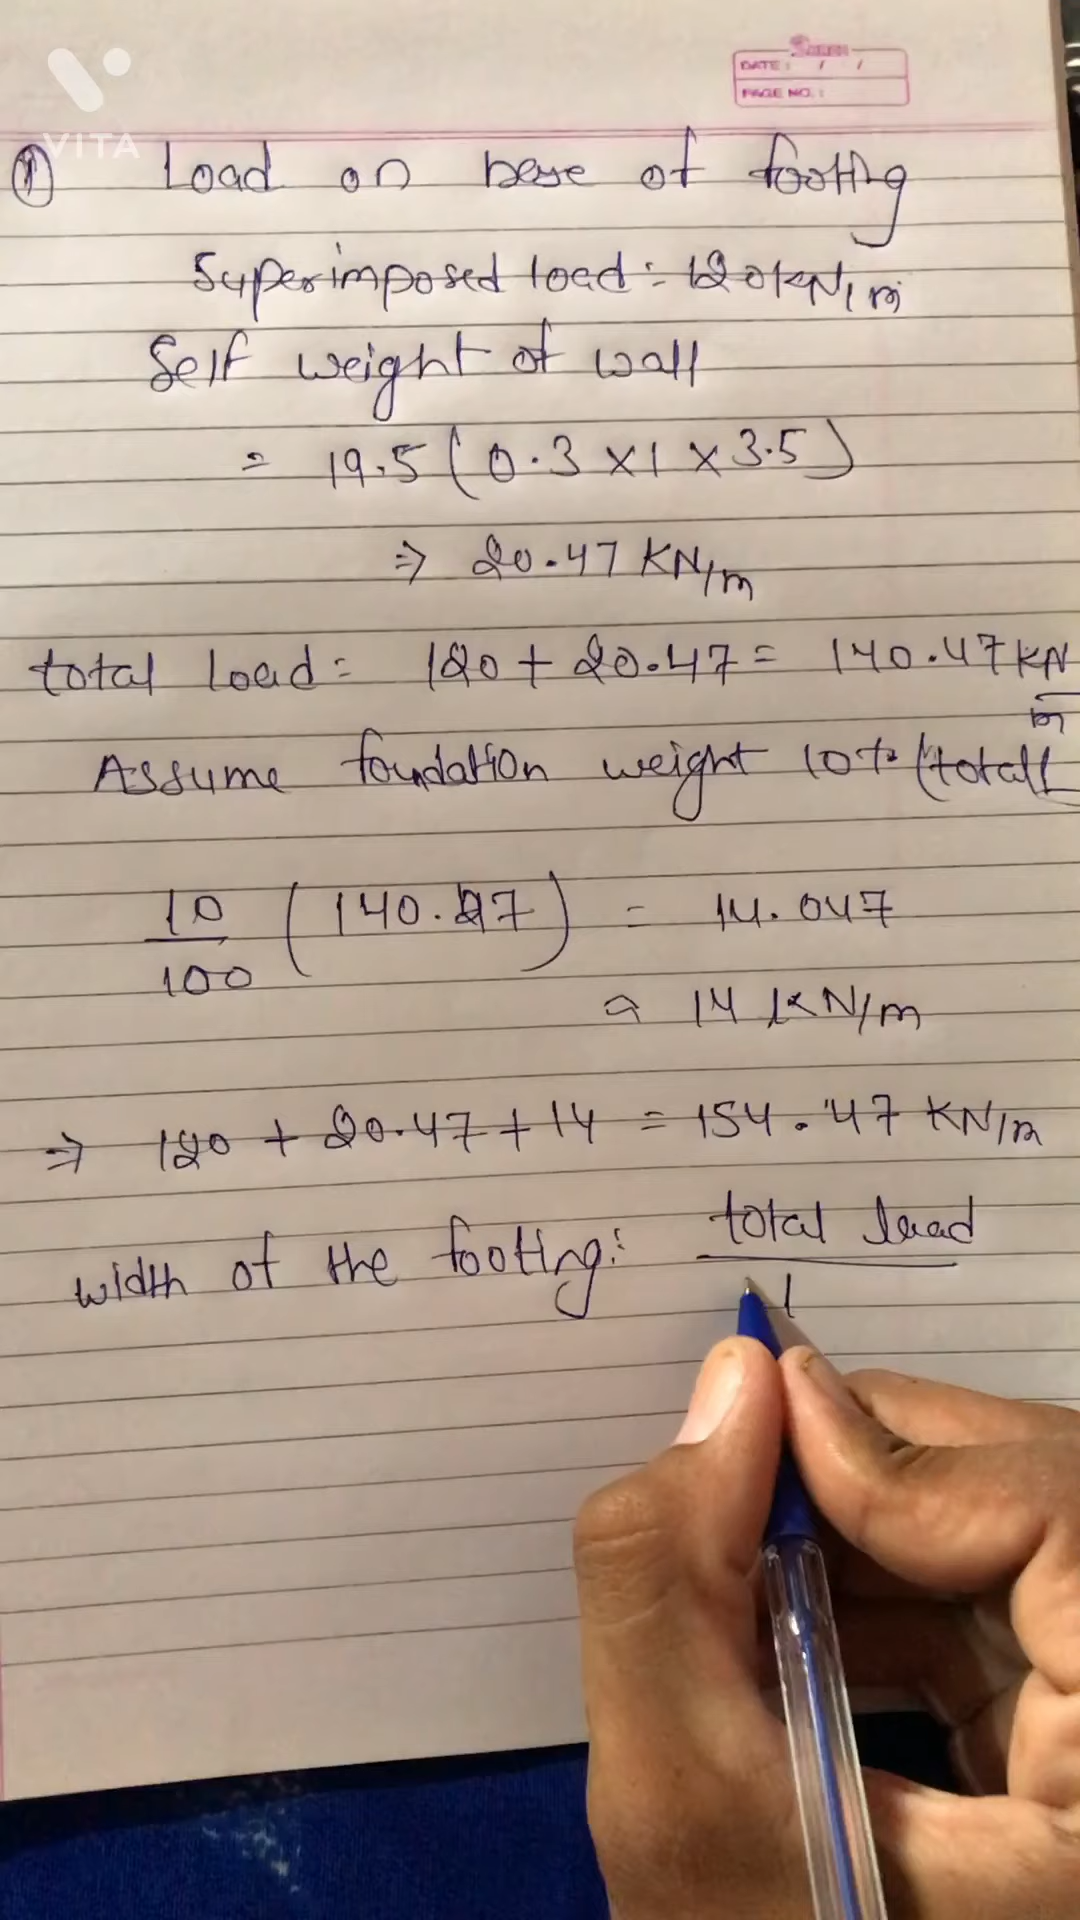 VITA
DATE: / /
PAGE NO.:
① Load on base of footing
Superimposed load: 120 kN/m
Self weight of wall
= 19.5 (0.3 × 1 × 3.5)
⇒ 20.47 KN/m
total load = 120 + 20.47 = 140.47 kN/m
Assume foundation weight 10% (total L
10/100 (140.47) = 14.047
= 14 kN/m
⇒ 120 + 20.47 + 14 = 154.47 KN/m
width of the footing: total load